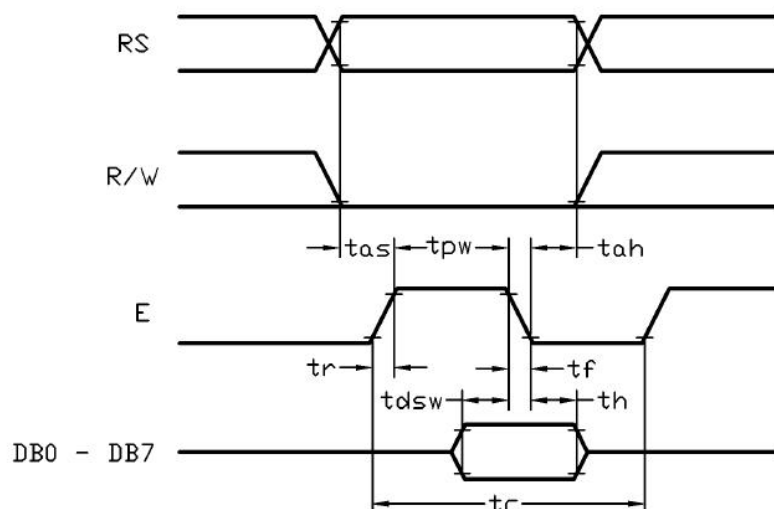 RS
R/W
tas tpw tah
E
tr tf
tdsw th
DB0 - DB7
tc